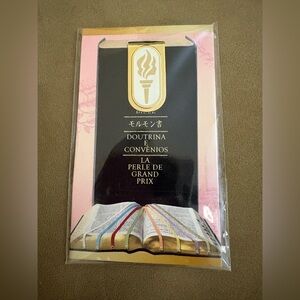 モルモン書
DOUTRINA
E
CONVÊNIOS
LA
PERLE DE
GRAND
PRIX